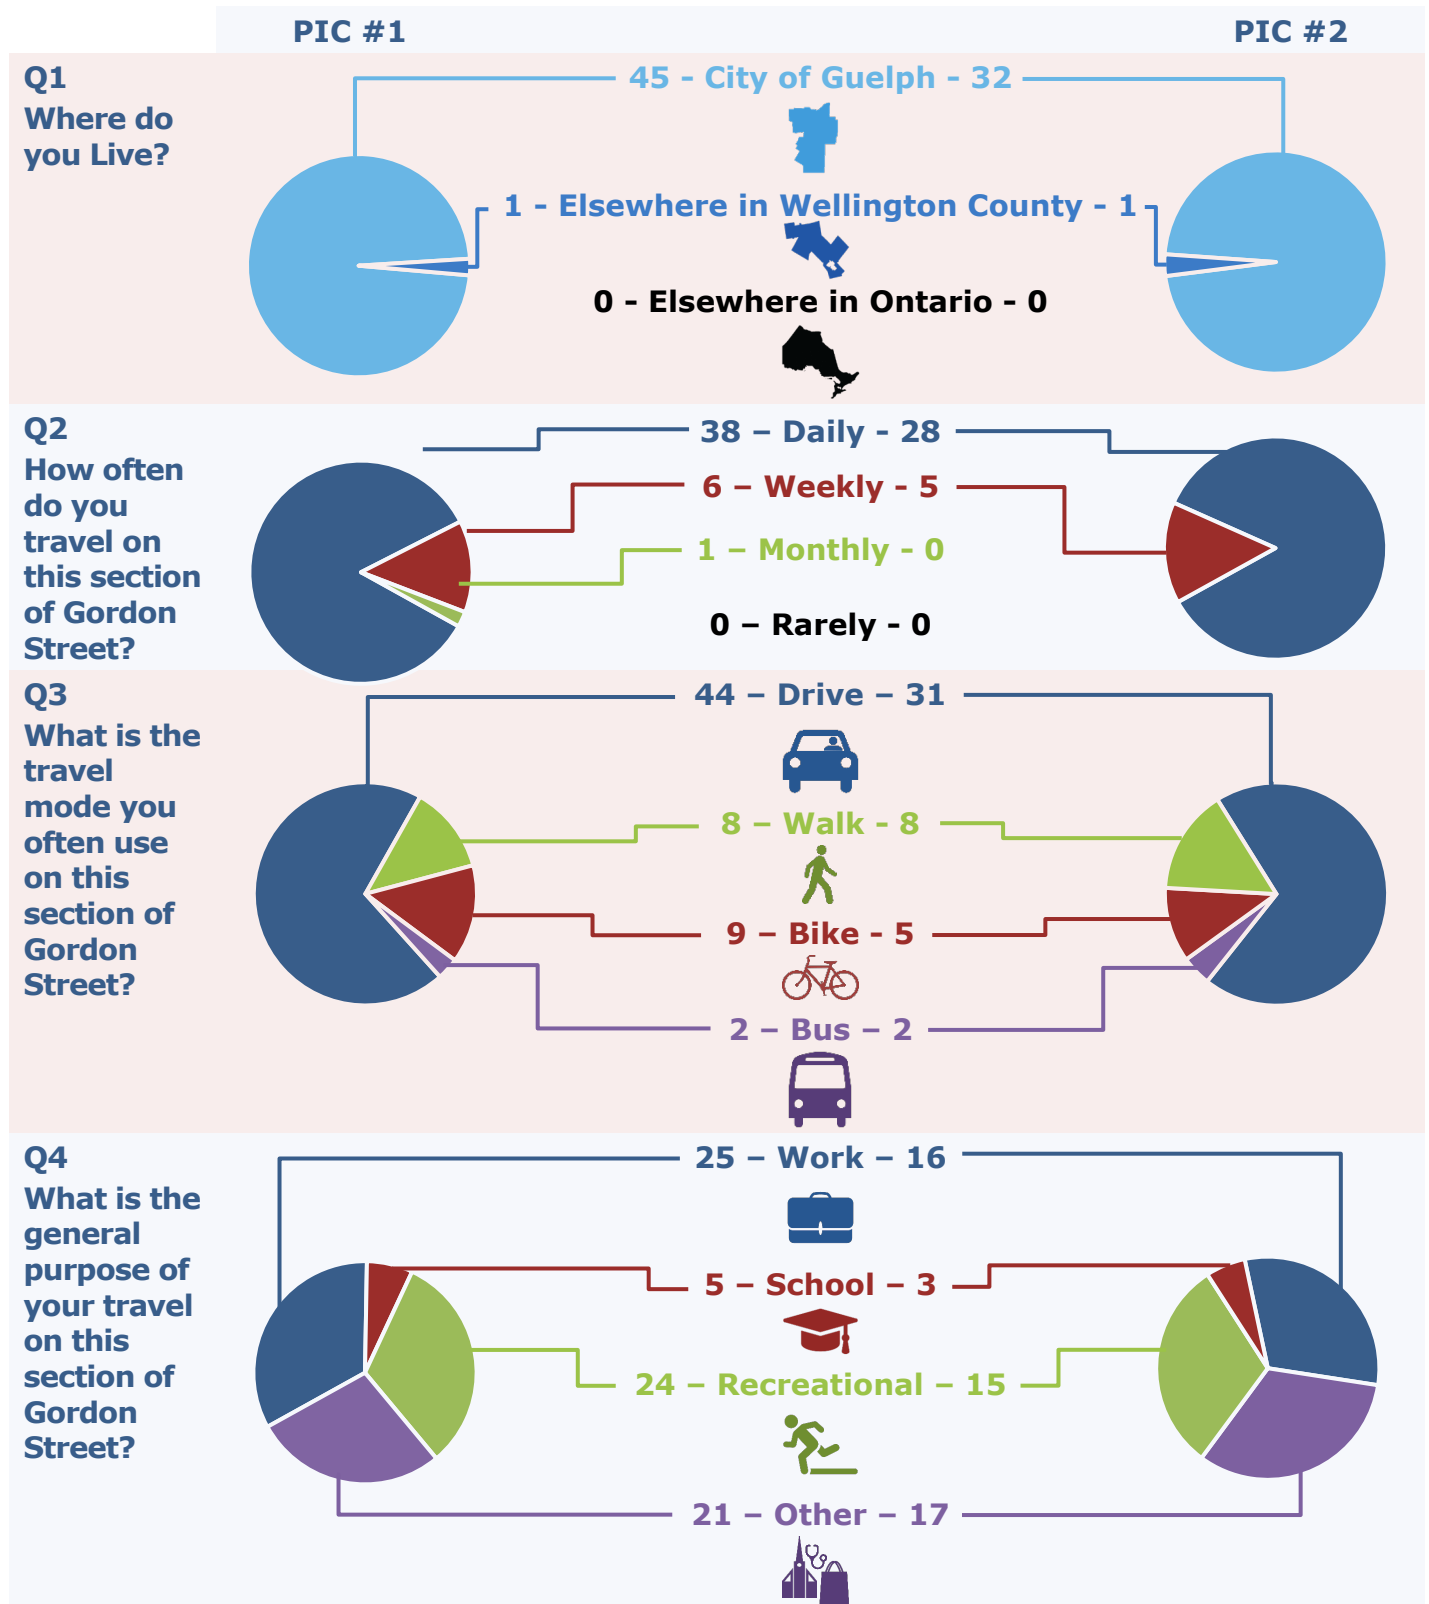 PIC #1
PIC #2
Q1
Where do
you Live?
45 - City of Guelph - 32
1 - Elsewhere in Wellington County - 1
0 - Elsewhere in Ontario - 0
Q2
How often
do you
travel on
this section
of Gordon
Street?
38 – Daily - 28
6 – Weekly - 5
1 – Monthly - 0
0 – Rarely - 0
Q3
What is the
travel
mode you
often use
on this
section of
Gordon
Street?
44 – Drive – 31
8 – Walk - 8
9 – Bike - 5
2 – Bus – 2
Q4
What is the
general
purpose of
your travel
on this
section of
Gordon
Street?
25 – Work – 16
5 – School – 3
24 – Recreational – 15
21 – Other – 17